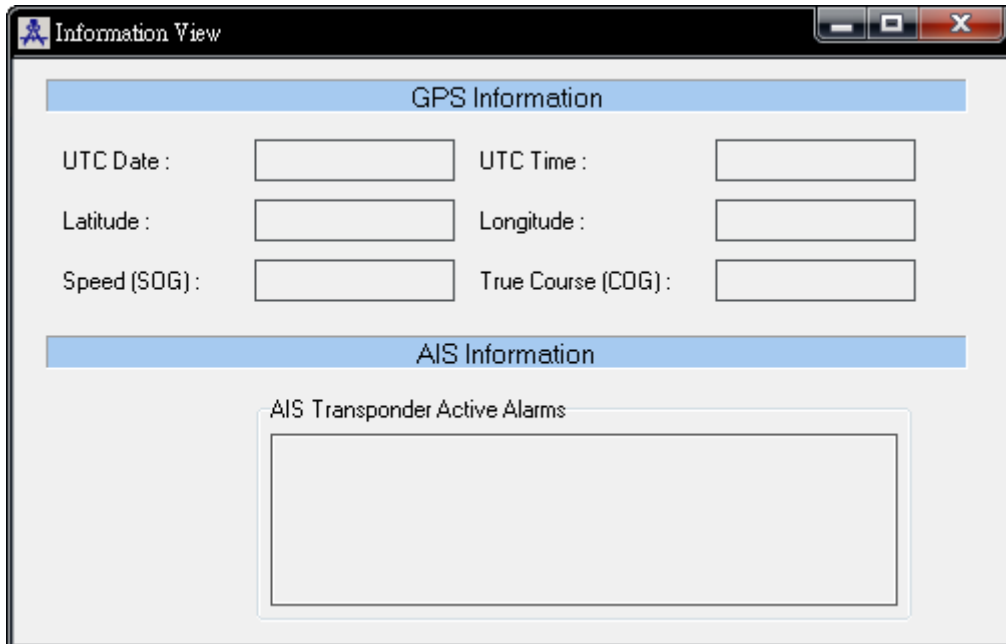 Information View
GPS Information
UTC Date : UTC Time :
Latitude : Longitude :
Speed (SOG) : True Course (COG) :
AIS Information
AIS Transponder Active Alarms